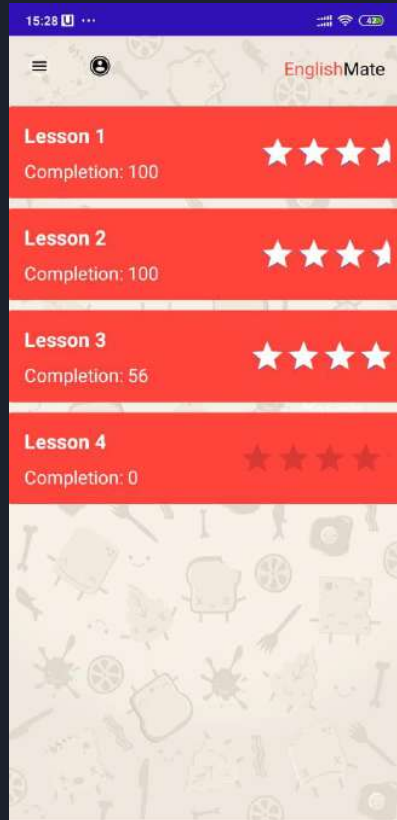 15:28 U ...
42
EnglishMate
Lesson 1
Completion: 100
Lesson 2
Completion: 100
Lesson 3
Completion: 56
Lesson 4
Completion: 0